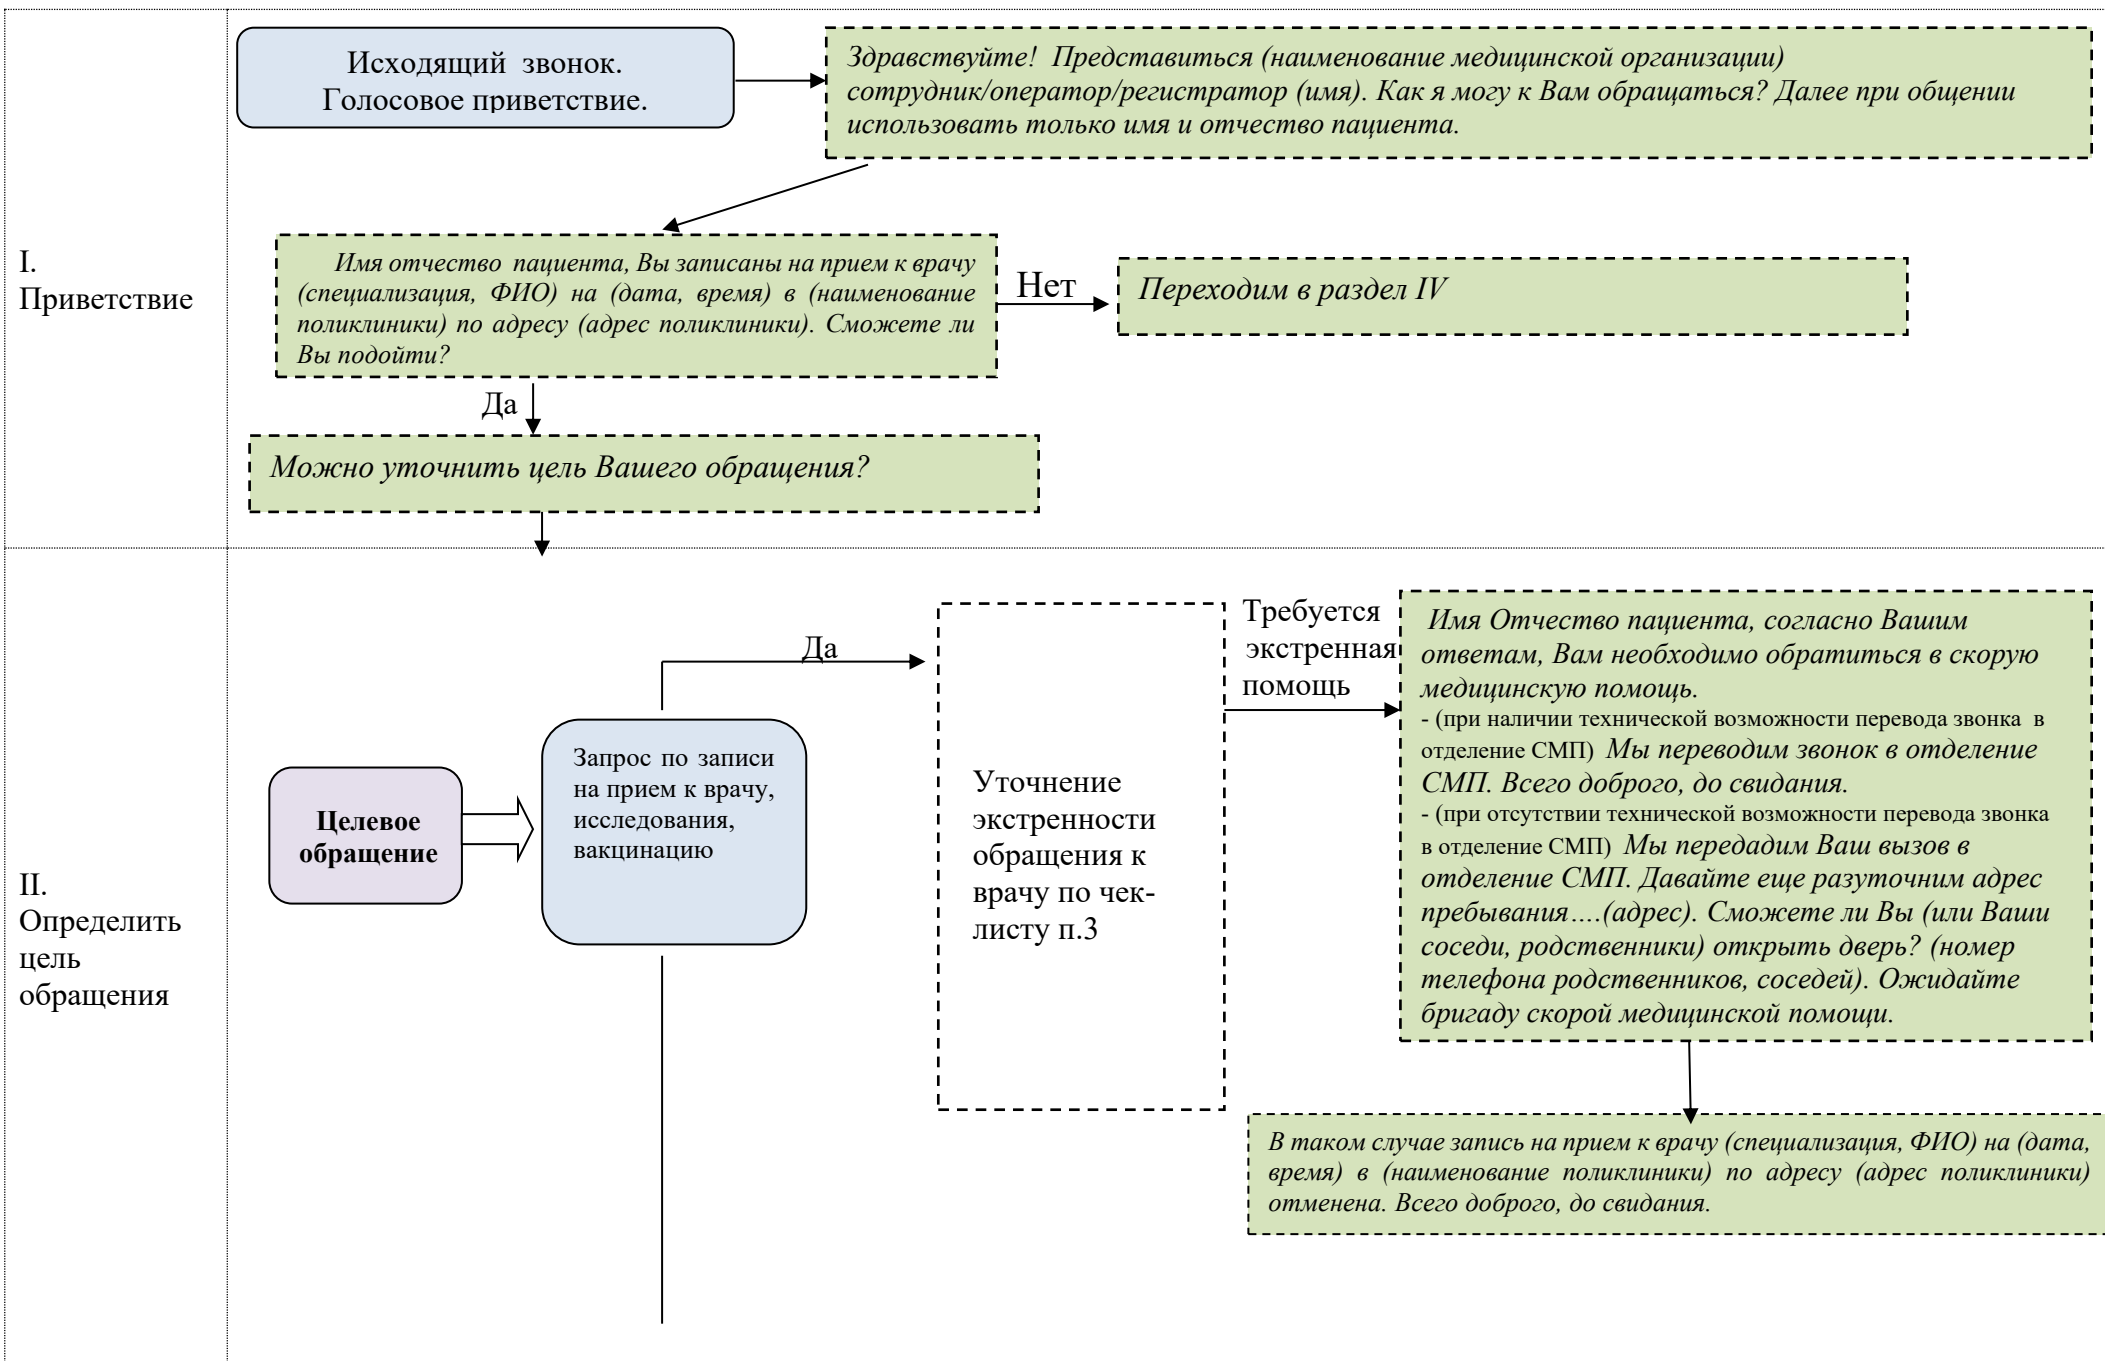 I.
Приветствие
Исходящий звонок.
Голосовое приветствие.
Здравствуйте! Представиться (наименование медицинской организации)
сотрудник/оператор/регистратор (имя). Как я могу к Вам обращаться? Далее при общении
использовать только имя и отчество пациента.
Имя отчество пациента, Вы записаны на прием к врачу
(специализация, ФИО) на (дата, время) в (наименование
поликлиники) по адресу (адрес поликлиники). Сможете ли
Вы подойти?
Нет
Переходим в раздел IV
Да
Можно уточнить цель Вашего обращения?
II.
Определить
цель
обращения
Целевое
обращение
Запрос по записи
на прием к врачу,
исследования,
вакцинацию
Да
Уточнение
экстренности
обращения к
врачу по чек-
листу п.3
Требуется
экстренная
помощь
Имя Отчество пациента, согласно Вашим
ответам, Вам необходимо обратиться в скорую
медицинскую помощь.
- (при наличии технической возможности перевода звонка в
отделение СМП) Мы переводим звонок в отделение
СМП. Всего доброго, до свидания.
- (при отсутствии технической возможности перевода звонка
в отделение СМП) Мы передадим Ваш вызов в
отделение СМП. Давайте еще разуточним адрес
пребывания….(адрес). Сможете ли Вы (или Ваши
соседи, родственники) открыть дверь? (номер
телефона родственников, соседей). Ожидайте
бригаду скорой медицинской помощи.
В таком случае запись на прием к врачу (специализация, ФИО) на (дата,
время) в (наименование поликлиники) по адресу (адрес поликлиники)
отменена. Всего доброго, до свидания.